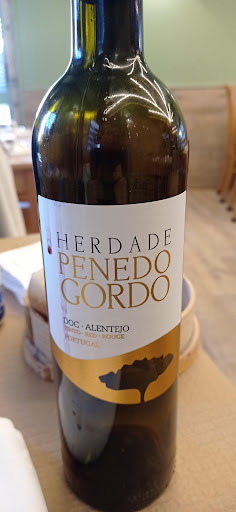 HERDADE
PENEDO
GORDO
DOC · ALENTEJO
TINTO · RED · ROUGE
PORTUGAL